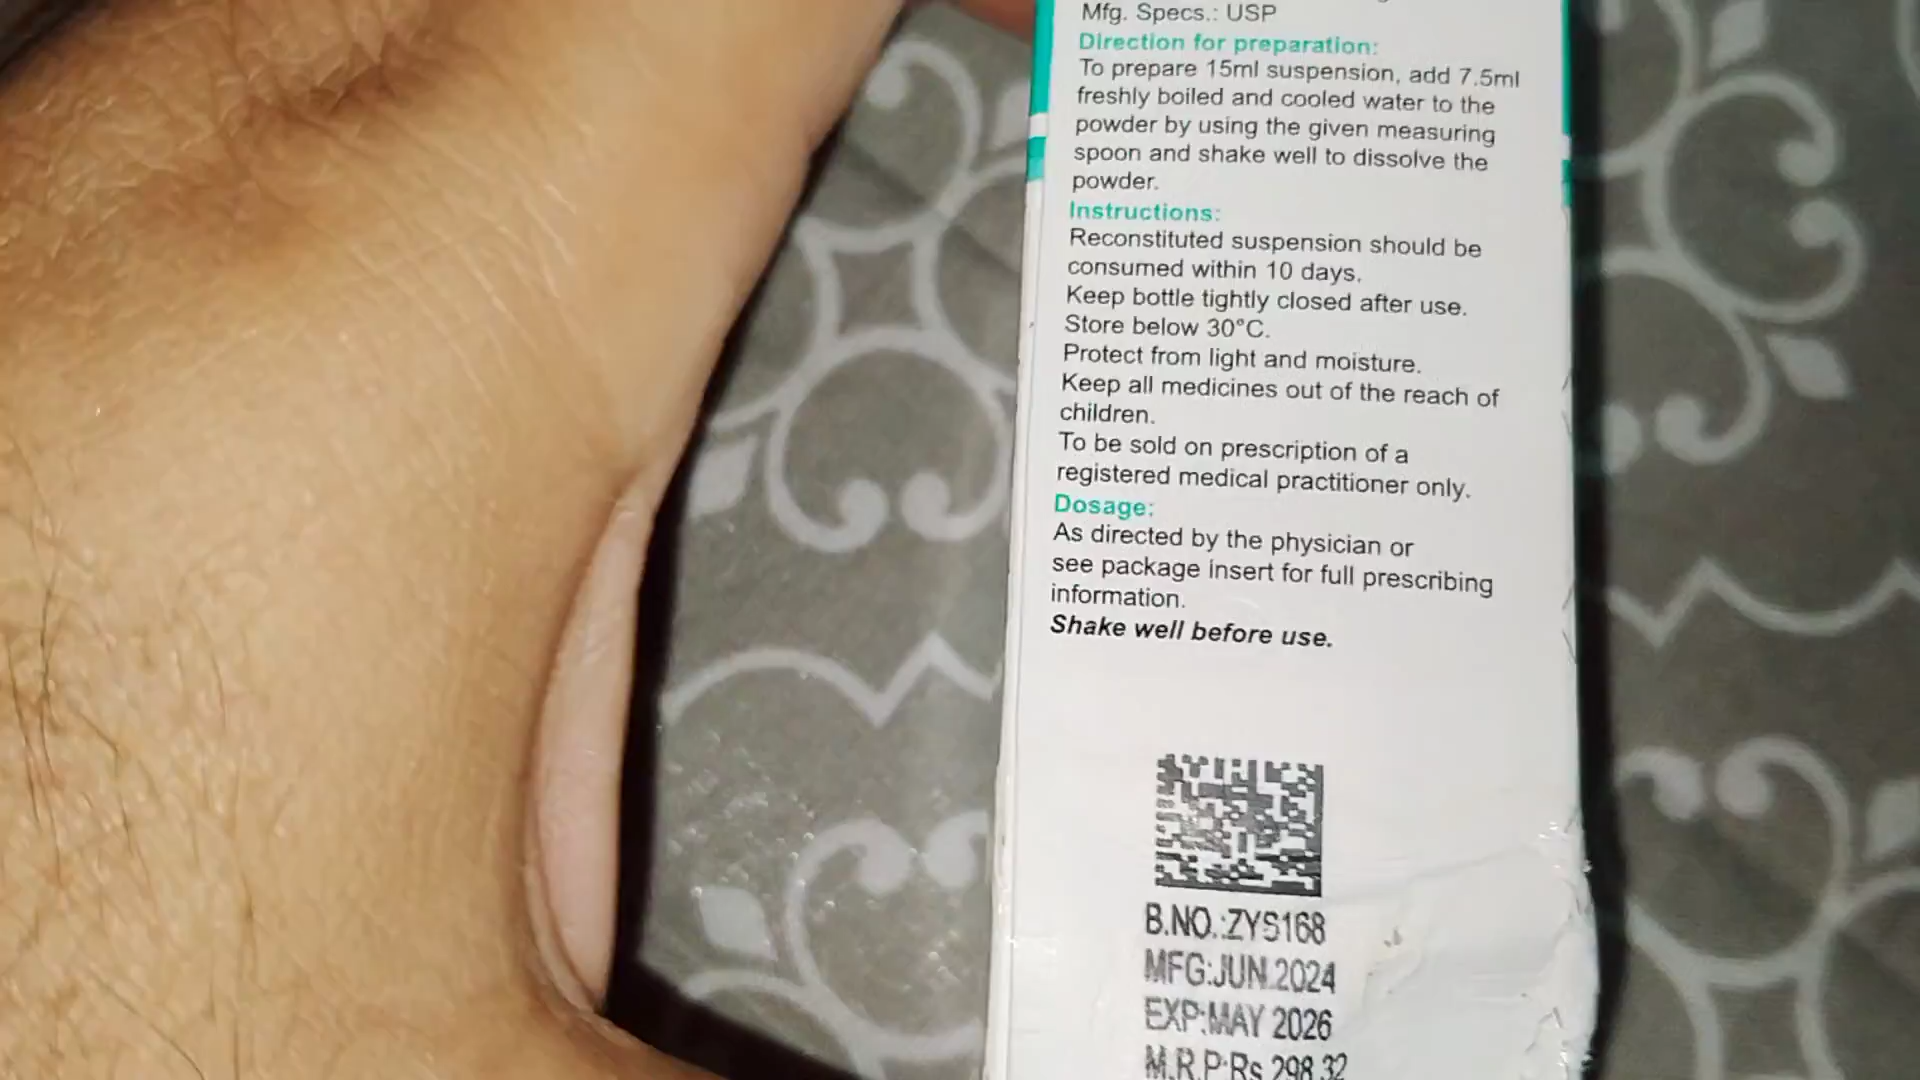 Mfg. Specs.: USP
Direction for preparation:
To prepare 15ml suspension, add 7.5ml
freshly boiled and cooled water to the
powder by using the given measuring
spoon and shake well to dissolve the
powder.
Instructions:
Reconstituted suspension should be
consumed within 10 days.
Keep bottle tightly closed after use.
Store below 30°C.
Protect from light and moisture.
Keep all medicines out of the reach of
children.
To be sold on prescription of a
registered medical practitioner only.
Dosage:
As directed by the physician or
see package insert for full prescribing
information.
Shake well before use.
B.NO.:ZYS168
MFG:JUN.2024
EXP:MAY 2026
M.R.P:Rs 298.32